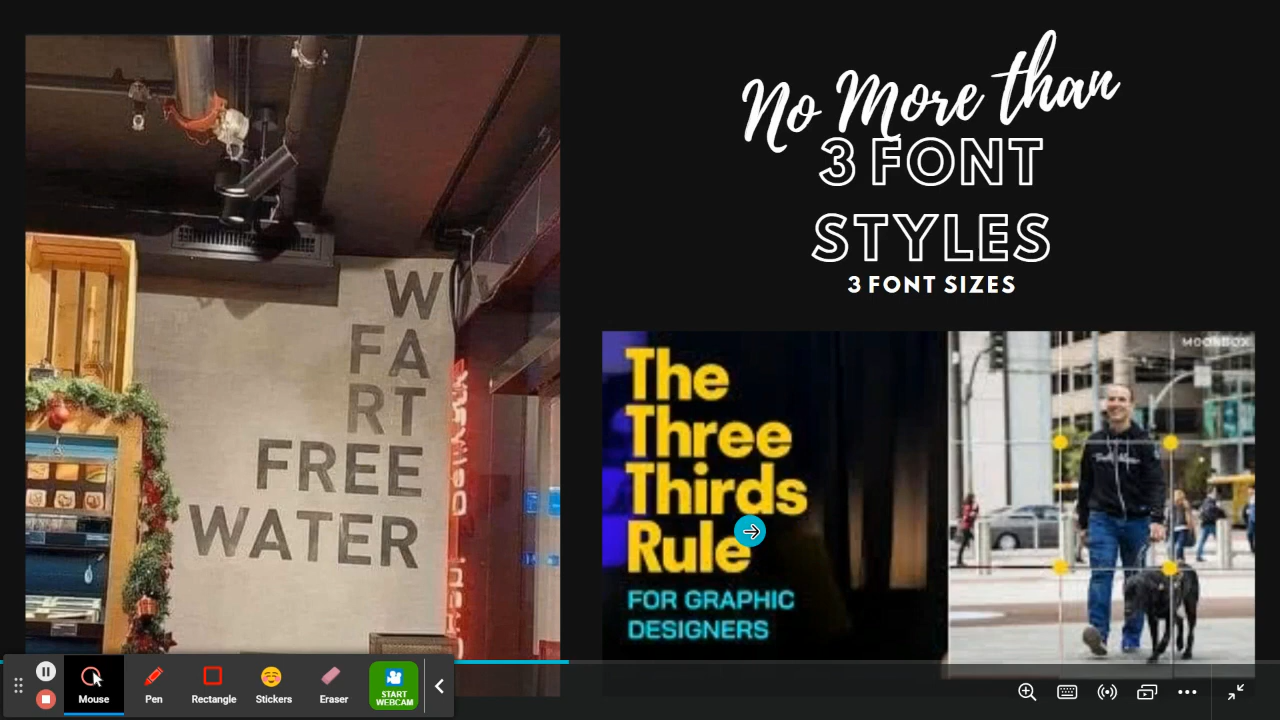 W
FA
RT
FREE
WATER
No More than
3 FONT
STYLES
3 FONT SIZES
The
Three
Thirds
Rule
FOR GRAPHIC
DESIGNERS
MOONBOX
Mouse
Pen
Rectangle
Stickers
Eraser
START
WEBCAM